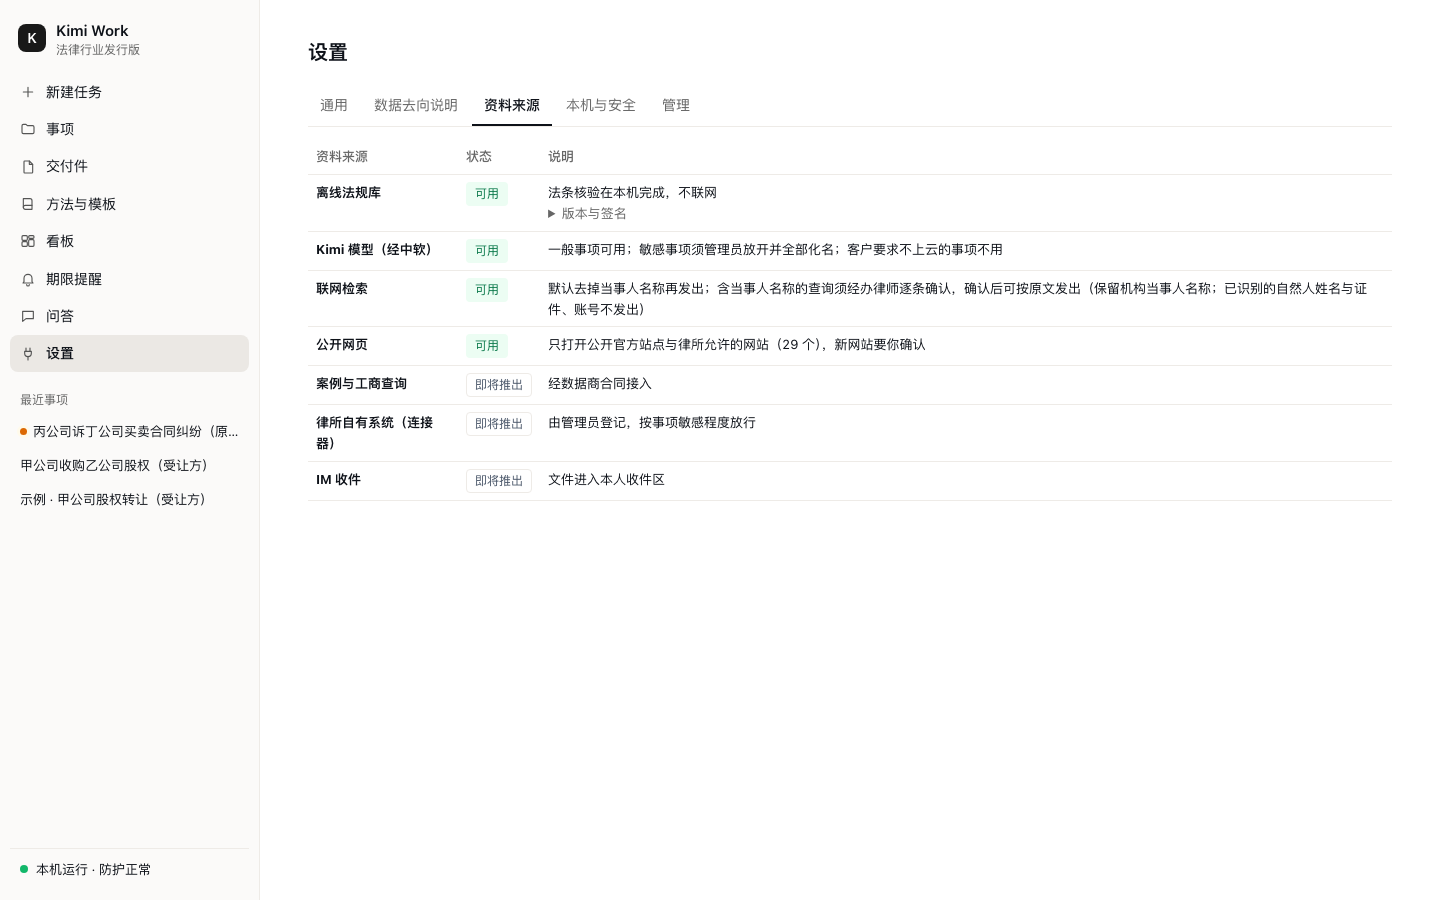 K
Kimi Work
法律行业发行版
新建任务
事项
交付件
方法与模板
看板
期限提醒
问答
设置
最近事项
丙公司诉丁公司买卖合同纠纷（原...
甲公司收购乙公司股权（受让方）
示例 · 甲公司股权转让（受让方）
本机运行 · 防护正常
设置
通用 数据去向说明 资料来源 本机与安全 管理
资料来源 状态 说明
离线法规库 可用 法条核验在本机完成，不联网
▶ 版本与签名
Kimi 模型（经中软） 可用 一般事项可用；敏感事项须管理员放开并全部化名；客户要求不上云的事项不用
联网检索 可用 默认去掉当事人名称再发出；含当事人名称的查询须经办律师逐条确认，确认后可按原文发出（保留机构当事人名称；已识别的自然人姓名与证
件、账号不发出）
公开网页 可用 只打开公开官方站点与律所允许的网站（29 个），新网站要你确认
案例与工商查询 即将推出 经数据商合同接入
律所自有系统（连接 即将推出 由管理员登记，按事项敏感程度放行
器）
IM 收件 即将推出 文件进入本人收件区